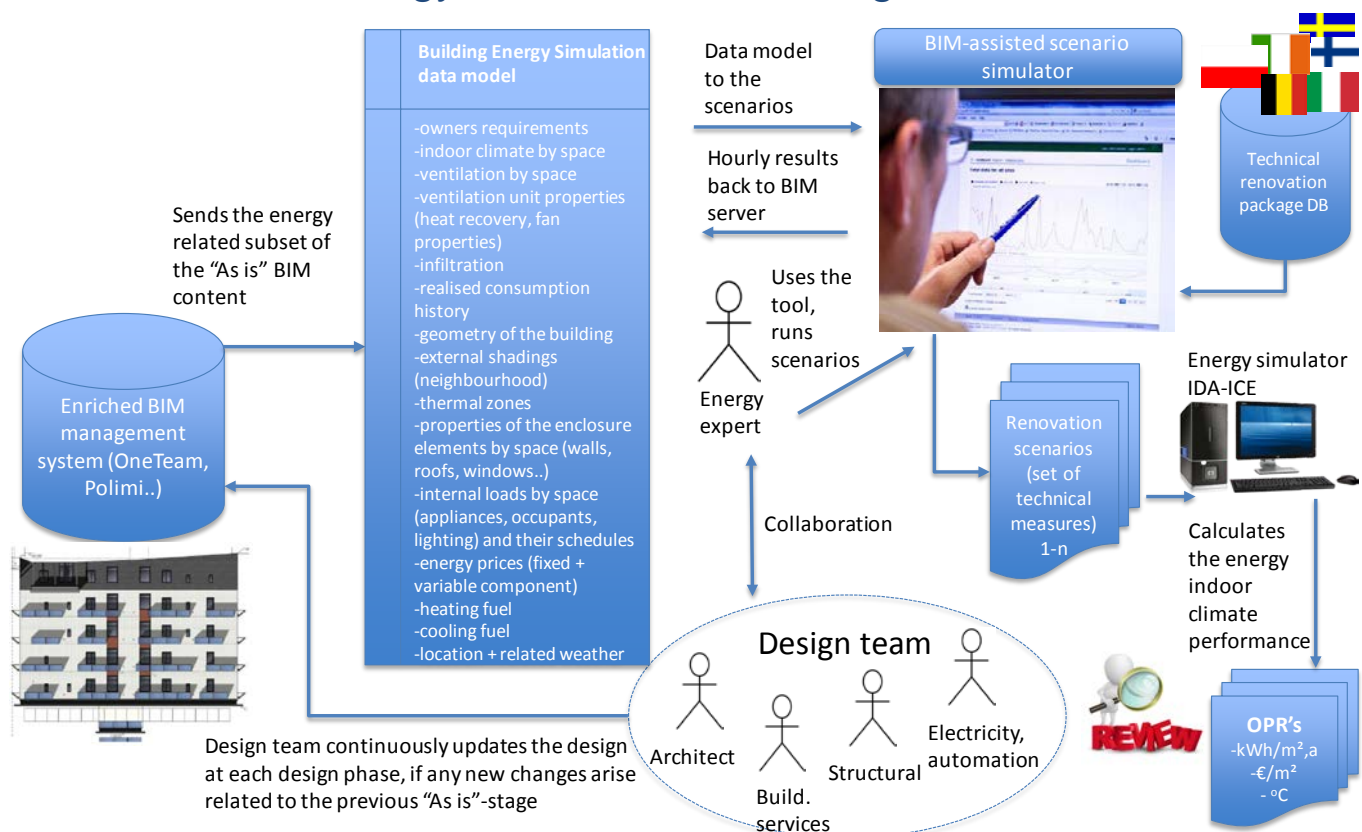 Building Energy Simulation
data model
-owners requirements
-indoor climate by space
-ventilation by space
-ventilation unit properties
(heat recovery, fan
properties)
-infiltration
-realised consumption
history
-geometry of the building
-external shadings
(neighbourhood)
-thermal zones
-properties of the enclosure
elements by space (walls,
roofs, windows..)
-internal loads by space
(appliances, occupants,
lighting) and their schedules
-energy prices (fixed +
variable component)
-heating fuel
-cooling fuel
-location + related weather
Sends the energy
related subset of
the “As is” BIM
content
Enriched BIM
management
system (OneTeam,
Polimi..)
Data model
to the
scenarios
Hourly results
back to BIM
server
BIM-assisted scenario
simulator
Technical
renovation
package DB
Uses the
tool,
runs
scenarios
Energy
expert
Collaboration
Renovation
scenarios
(set of
technical
measures)
1-n
Energy simulator
IDA-ICE
Calculates
the energy
indoor
climate
performance
REVIEW
OPR’s
-kWh/m²,a
-€/m²
- °C
Design team
Architect
Build.
services
Structural
Electricity,
automation
Design team continuously updates the design
at each design phase, if any new changes arise
related to the previous “As is”-stage